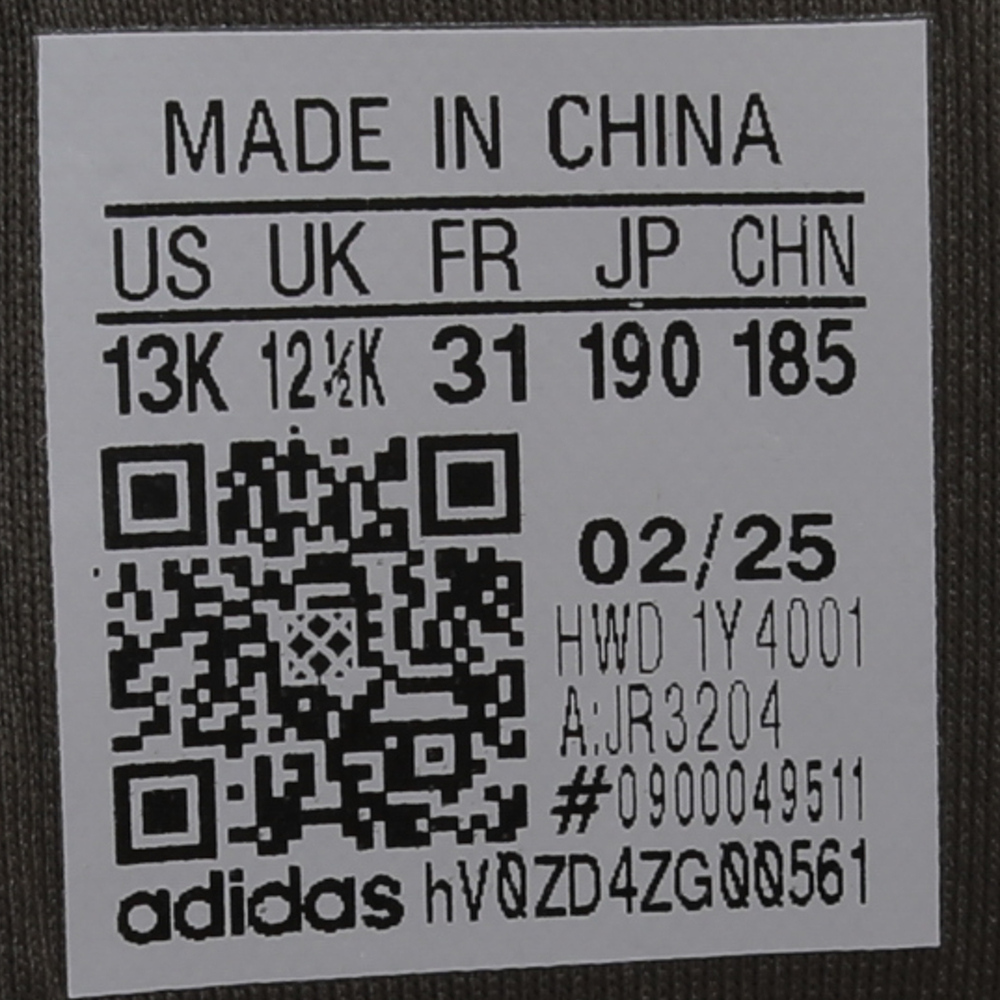 MADE IN CHINA
US UK FR JP CHN
13K 12½K 31 190 185
02/25
HWD 1Y4001
A:JR3204
#0900049511
adidas hV0ZD4ZG00561